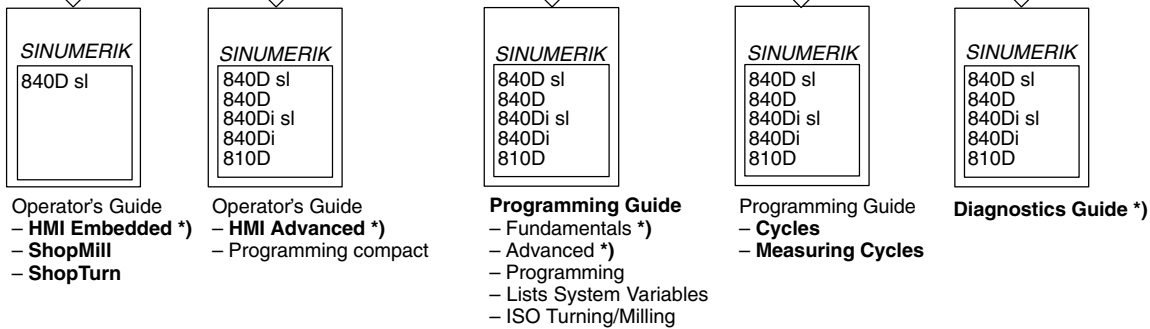 SINUMERIK
840D sl
Operator's Guide
– HMI Embedded *)
– ShopMill
– ShopTurn
SINUMERIK
840D sl
840D
840Di sl
840Di
810D
Operator's Guide
– HMI Advanced *)
– Programming compact
SINUMERIK
840D sl
840D
840Di sl
840Di
810D
Programming Guide
– Fundamentals *)
– Advanced *)
– Programming
– Lists System Variables
– ISO Turning/Milling
SINUMERIK
840D sl
840D
840Di sl
840Di
810D
Programming Guide
– Cycles
– Measuring Cycles
SINUMERIK
840D sl
840D
840Di sl
840Di
810D
Diagnostics Guide *)